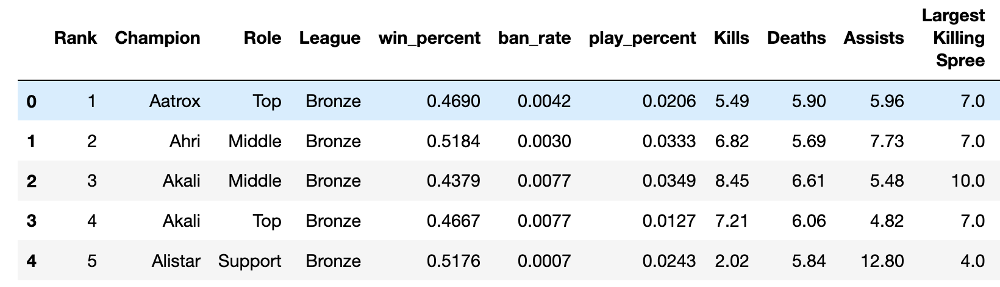 Rank Champion Role League win_percent ban_rate play_percent Kills Deaths Assists Largest Killing Spree
0 1 Aatrox Top Bronze 0.4690 0.0042 0.0206 5.49 5.90 5.96 7.0
1 2 Ahri Middle Bronze 0.5184 0.0030 0.0333 6.82 5.69 7.73 7.0
2 3 Akali Middle Bronze 0.4379 0.0077 0.0349 8.45 6.61 5.48 10.0
3 4 Akali Top Bronze 0.4667 0.0077 0.0127 7.21 6.06 4.82 7.0
4 5 Alistar Support Bronze 0.5176 0.0007 0.0243 2.02 5.84 12.80 4.0